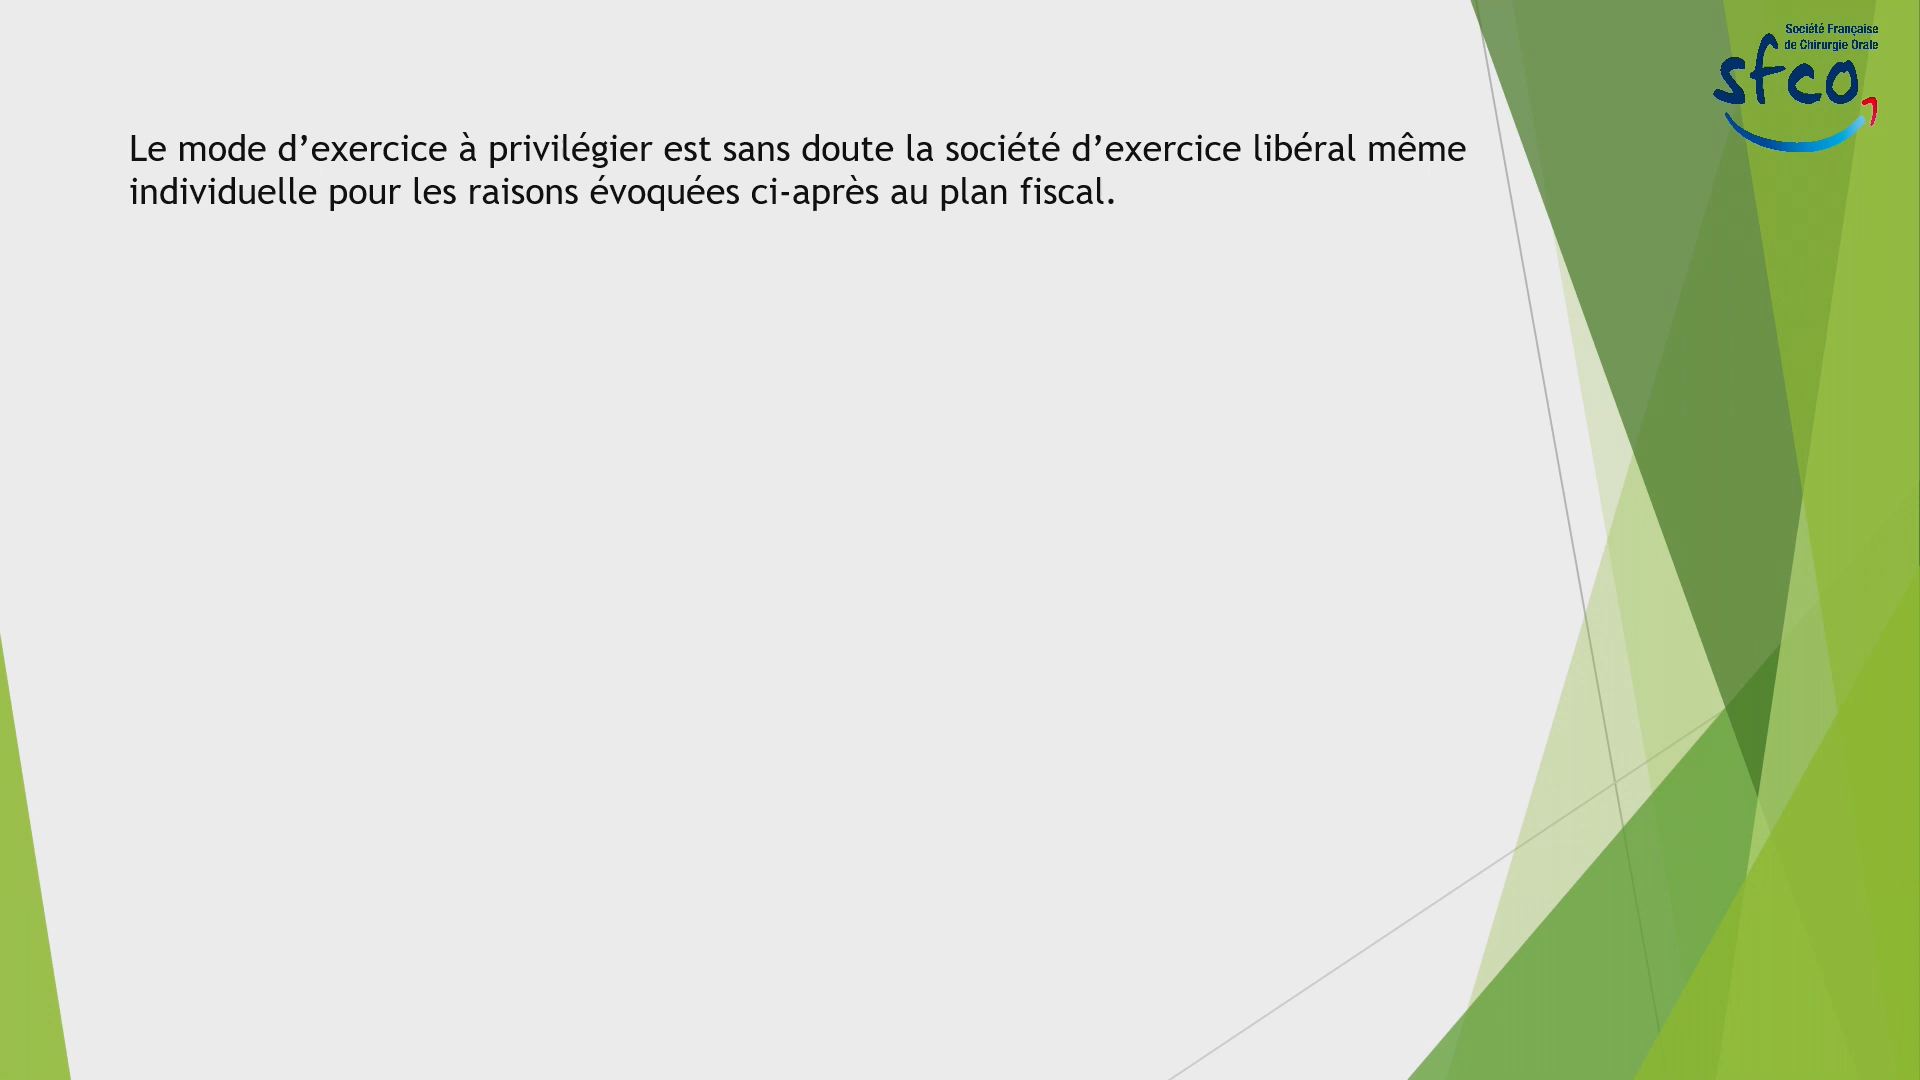 Société Française
de Chirurgie Orale
sfco
Le mode d’exercice à privilégier est sans doute la société d’exercice libéral même
individuelle pour les raisons évoquées ci-après au plan fiscal.